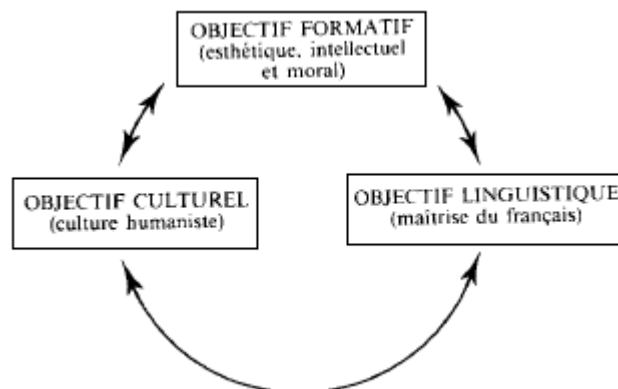 OBJECTIF FORMATIF
(esthétique, intellectuel
et moral)
OBJECTIF CULTUREL
(culture humaniste)
OBJECTIF LINGUISTIQUE
(maîtrise du français)